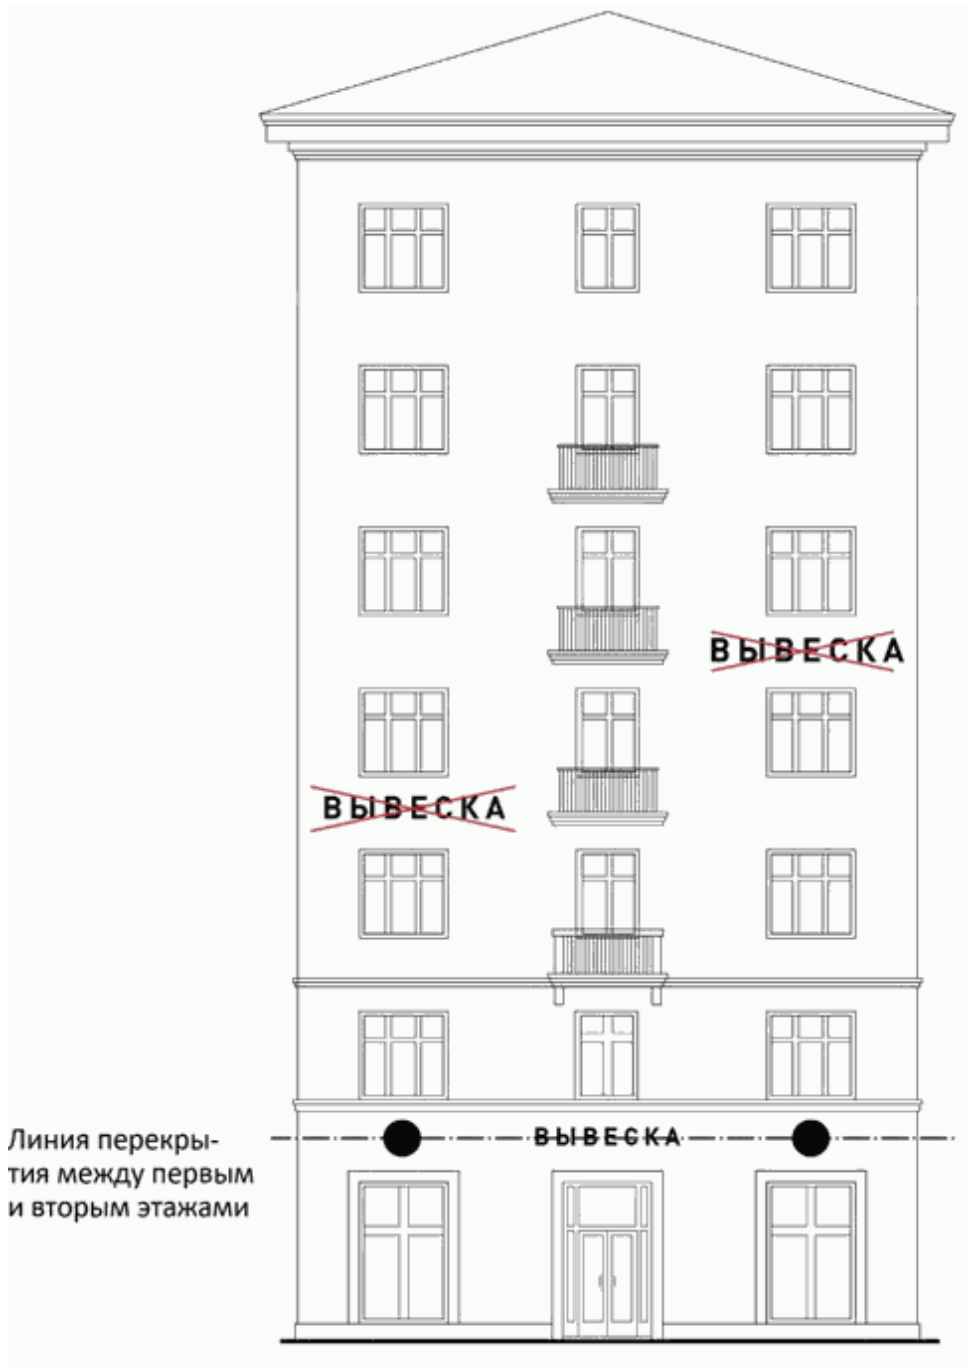 ВЫВЕСКА
ВЫВЕСКА
Линия перекры-
тия между первым
и вторым этажами
ВЫВЕСКА